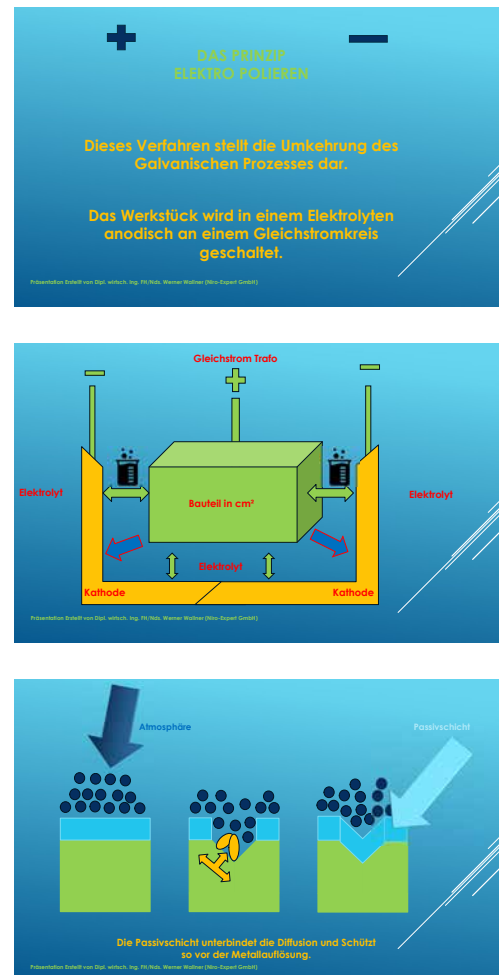 DAS PRINZIP
ELEKTRO POLIEREN
Dieses Verfahren stellt die Umkehrung des
Galvanischen Prozesses dar.
Das Werkstück wird in einem Elektrolyten
anodisch an einem Gleichstromkreis
geschaltet.
Präsentation Erstellt von Dipl. wirtsch. Ing. FH/Nds. Werner Wallner (Niro-Expert GmbH)
Gleichstrom Trafo
Elektrolyt
Bauteil in cm²
Elektrolyt
Elektrolyt
Kathode
Kathode
Präsentation Erstellt von Dipl. wirtsch. Ing. FH/Nds. Werner Wallner (Niro-Expert GmbH)
Atmosphäre
Passivschicht
Die Passivschicht unterbindet die Diffusion und Schützt
so vor der Metallauflösung.
Präsentation Erstellt von Dipl. wirtsch. Ing. FH/Nds. Werner Wallner (Niro-Expert GmbH)